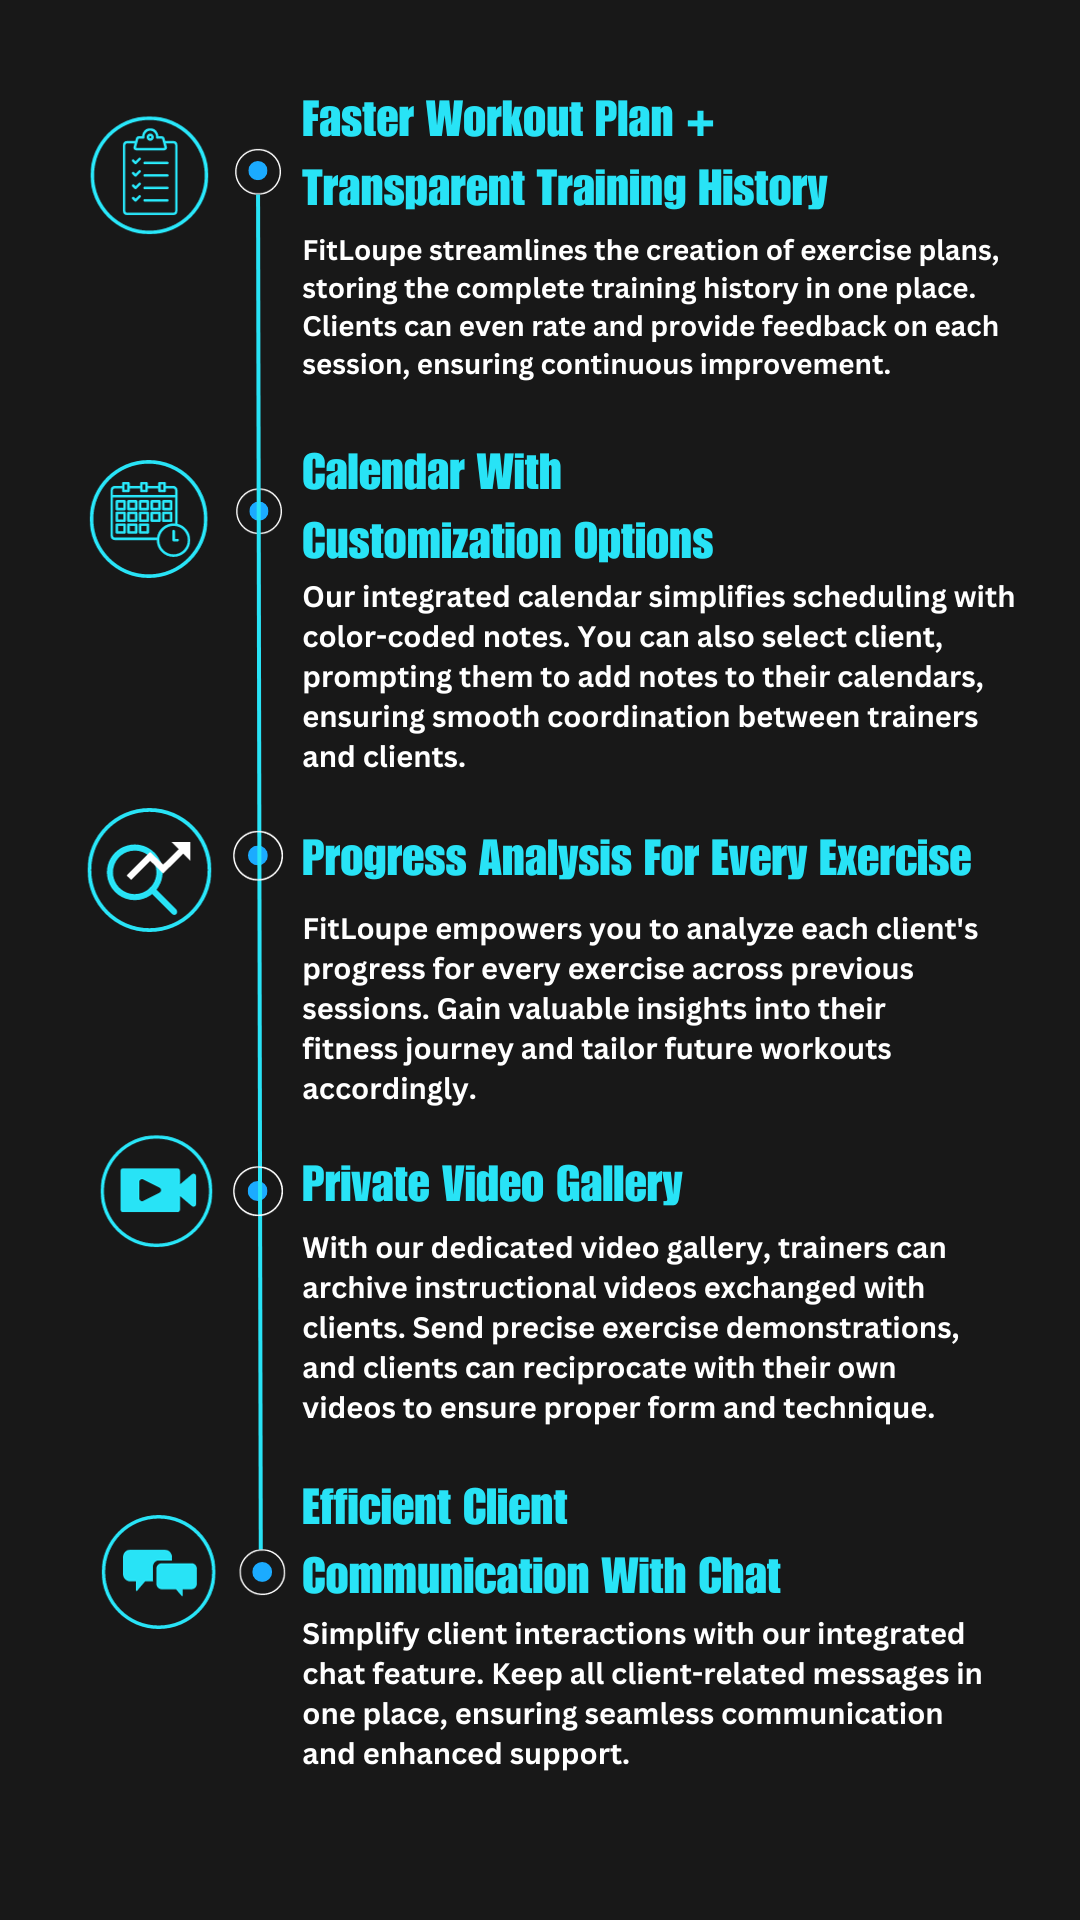 Faster Workout Plan +
Transparent Training History
FitLoupe streamlines the creation of exercise plans,
storing the complete training history in one place.
Clients can even rate and provide feedback on each
session, ensuring continuous improvement.
Calendar With
Customization Options
Our integrated calendar simplifies scheduling with
color-coded notes. You can also select client,
prompting them to add notes to their calendars,
ensuring smooth coordination between trainers
and clients.
Progress Analysis For Every Exercise
FitLoupe empowers you to analyze each client's
progress for every exercise across previous
sessions. Gain valuable insights into their
fitness journey and tailor future workouts
accordingly.
Private Video Gallery
With our dedicated video gallery, trainers can
archive instructional videos exchanged with
clients. Send precise exercise demonstrations,
and clients can reciprocate with their own
videos to ensure proper form and technique.
Efficient Client
Communication With Chat
Simplify client interactions with our integrated
chat feature. Keep all client-related messages in
one place, ensuring seamless communication
and enhanced support.